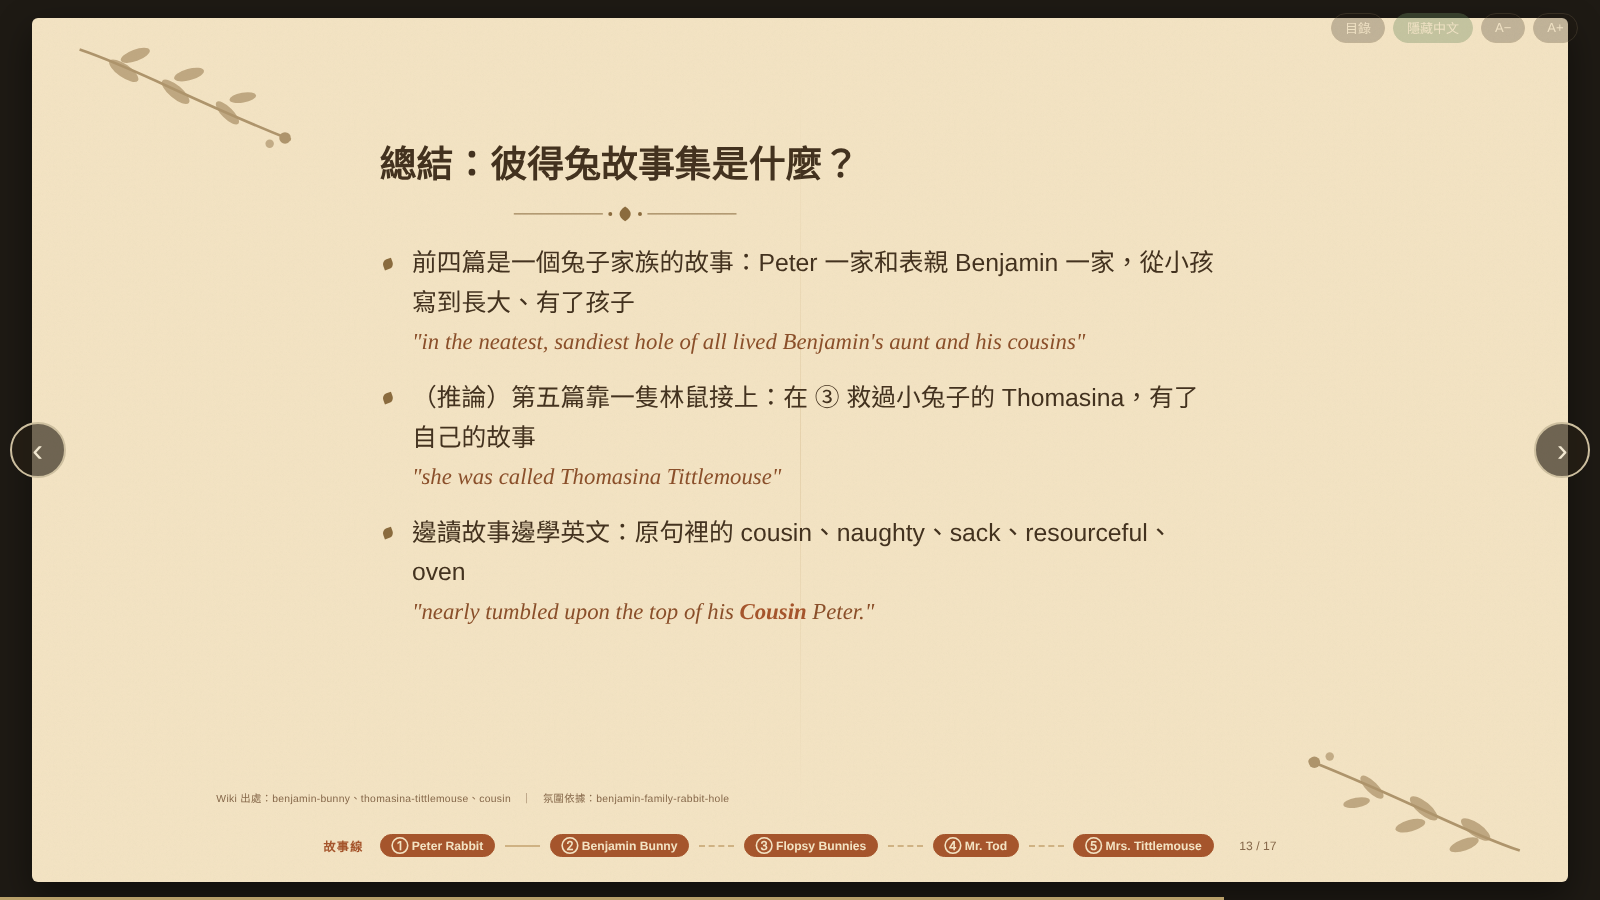 目錄
隱藏中文
A−
A+
總結：彼得兔故事集是什麼？
前四篇是一個兔子家族的故事：Peter 一家和表親 Benjamin 一家，從小孩
寫到長大、有了孩子
"in the neatest, sandiest hole of all lived Benjamin's aunt and his cousins"
（推論）第五篇靠一隻林鼠接上：在 ③ 救過小兔子的 Thomasina，有了
自己的故事
"she was called Thomasina Tittlemouse"
邊讀故事邊學英文：原句裡的 cousin、naughty、sack、resourceful、
oven
"nearly tumbled upon the top of his Cousin Peter."
Wiki 出處：benjamin-bunny、thomasina-tittlemouse、cousin ｜ 氛圍依據：benjamin-family-rabbit-hole
故事線 ① Peter Rabbit ② Benjamin Bunny ③ Flopsy Bunnies ④ Mr. Tod ⑤ Mrs. Tittlemouse 13 / 17